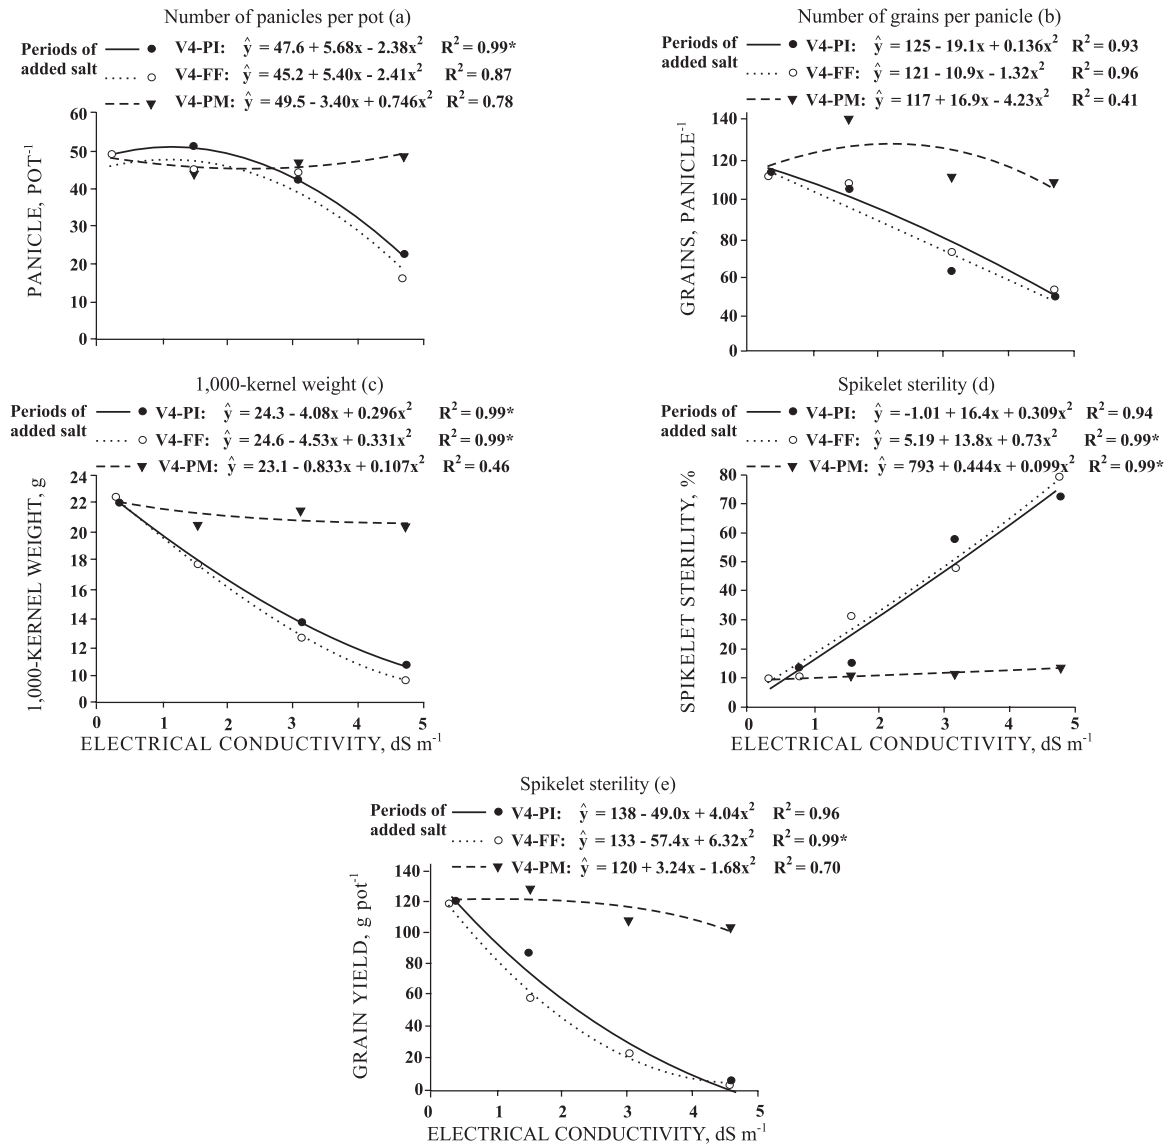 Number of panicles per pot (a)
Periods of added salt
V4-PI: ŷ = 47.6 + 5.68x - 2.38x² R² = 0.99*
V4-FF: ŷ = 45.2 + 5.40x - 2.41x² R² = 0.87
V4-PM: ŷ = 49.5 - 3.40x + 0.746x² R² = 0.78
PANICLE, POT⁻¹
60
50
40
30
20
10
0
Number of grains per panicle (b)
Periods of added salt
V4-PI: ŷ = 125 - 19.1x + 0.136x² R² = 0.93
V4-FF: ŷ = 121 - 10.9x - 1.32x² R² = 0.96
V4-PM: ŷ = 117 + 16.9x - 4.23x² R² = 0.41
GRAINS, PANICLE⁻¹
140
120
100
80
60
40
0
1,000-kernel weight (c)
Periods of added salt
V4-PI: ŷ = 24.3 - 4.08x + 0.296x² R² = 0.99*
V4-FF: ŷ = 24.6 - 4.53x + 0.331x² R² = 0.99*
V4-PM: ŷ = 23.1 - 0.833x + 0.107x² R² = 0.46
1,000-KERNEL WEIGHT, g
24
22
20
18
16
14
12
10
0
0 1 2 3 4 5
ELECTRICAL CONDUCTIVITY, dS m⁻¹
Spikelet sterility (d)
Periods of added salt
V4-PI: ŷ = -1.01 + 16.4x + 0.309x² R² = 0.94
V4-FF: ŷ = 5.19 + 13.8x + 0.73x² R² = 0.99*
V4-PM: ŷ = 793 + 0.444x + 0.099x² R² = 0.99*
SPIKELET STERILITY, %
80
70
60
50
40
30
20
10
0
0 1 2 3 4 5
ELECTRICAL CONDUCTIVITY, dS m⁻¹
Spikelet sterility (e)
Periods of added salt
V4-PI: ŷ = 138 - 49.0x + 4.04x² R² = 0.96
V4-FF: ŷ = 133 - 57.4x + 6.32x² R² = 0.99*
V4-PM: ŷ = 120 + 3.24x - 1.68x² R² = 0.70
GRAIN YIELD, g pot⁻¹
140
120
100
80
60
40
20
0
0 1 2 3 4 5
ELECTRICAL CONDUCTIVITY, dS m⁻¹